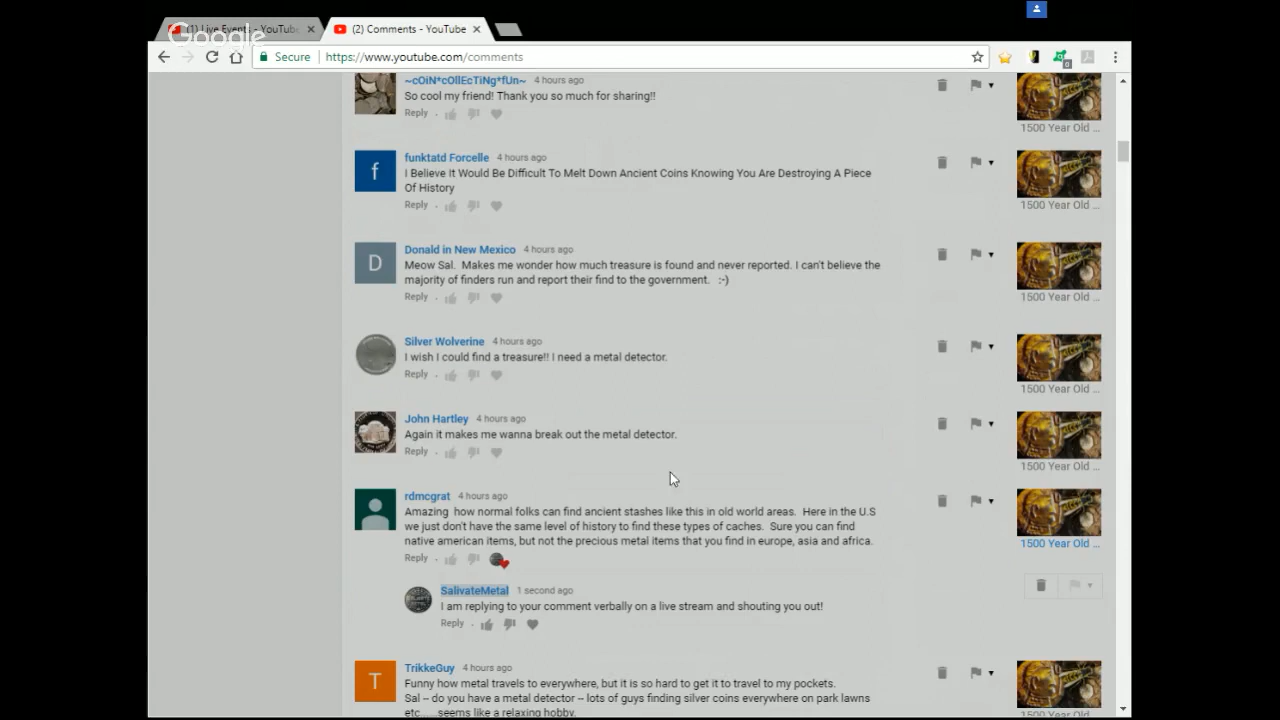 (1) Live Events - YouTube
(2) Comments - YouTube
Google
Secure
https://www.youtube.com/comments
~cOiN*cOllEcTiNg*fUn~ 4 hours ago
So cool my friend! Thank you so much for sharing!!
Reply
1500 Year Old ...
funktatd Forcelle 4 hours ago
f
I Believe It Would Be Difficult To Melt Down Ancient Coins Knowing You Are Destroying A Piece
Of History
Reply
1500 Year Old ...
Donald in New Mexico 4 hours ago
D
Meow Sal. Makes me wonder how much treasure is found and never reported. I can't believe the
majority of finders run and report their find to the government. :-)
Reply
1500 Year Old ...
Silver Wolverine 4 hours ago
I wish I could find a treasure!! I need a metal detector.
Reply
1500 Year Old ...
John Hartley 4 hours ago
Again it makes me wanna break out the metal detector.
Reply
1500 Year Old ...
rdmcgrat 4 hours ago
Amazing how normal folks can find ancient stashes like this in old world areas. Here in the U.S
we just don't have the same level of history to find these types of caches. Sure you can find
native american items, but not the precious metal items that you find in europe, asia and africa.
Reply
1500 Year Old ...
SalivateMetal 1 second ago
I am replying to your comment verbally on a live stream and shouting you out!
Reply
TrikkeGuy 4 hours ago
T
Funny how metal travels to everywhere, but it is so hard to get it to travel to my pockets.
Sal -- do you have a metal detector -- lots of guys finding silver coins everywhere on park lawns
etc.....seems like a relaxing hobby.
1500 Year Old ...